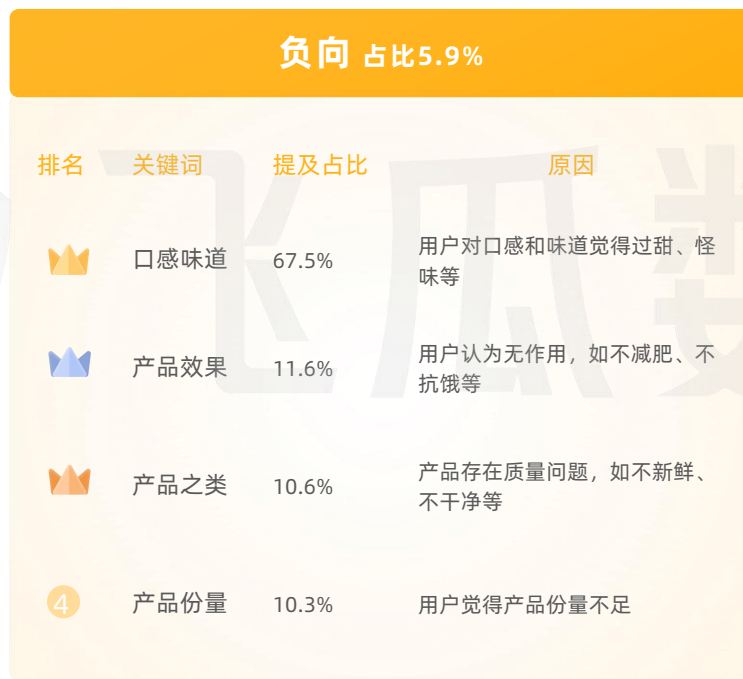 负向 占比5.9%
排名 关键词 提及占比 原因
口感味道 67.5% 用户对口感和味道觉得过甜、怪
味等
产品效果 11.6% 用户认为无作用，如不减肥、不
抗饿等
产品之类 10.6% 产品存在质量问题，如不新鲜、
不干净等
4 产品份量 10.3% 用户觉得产品份量不足
飞瓜数